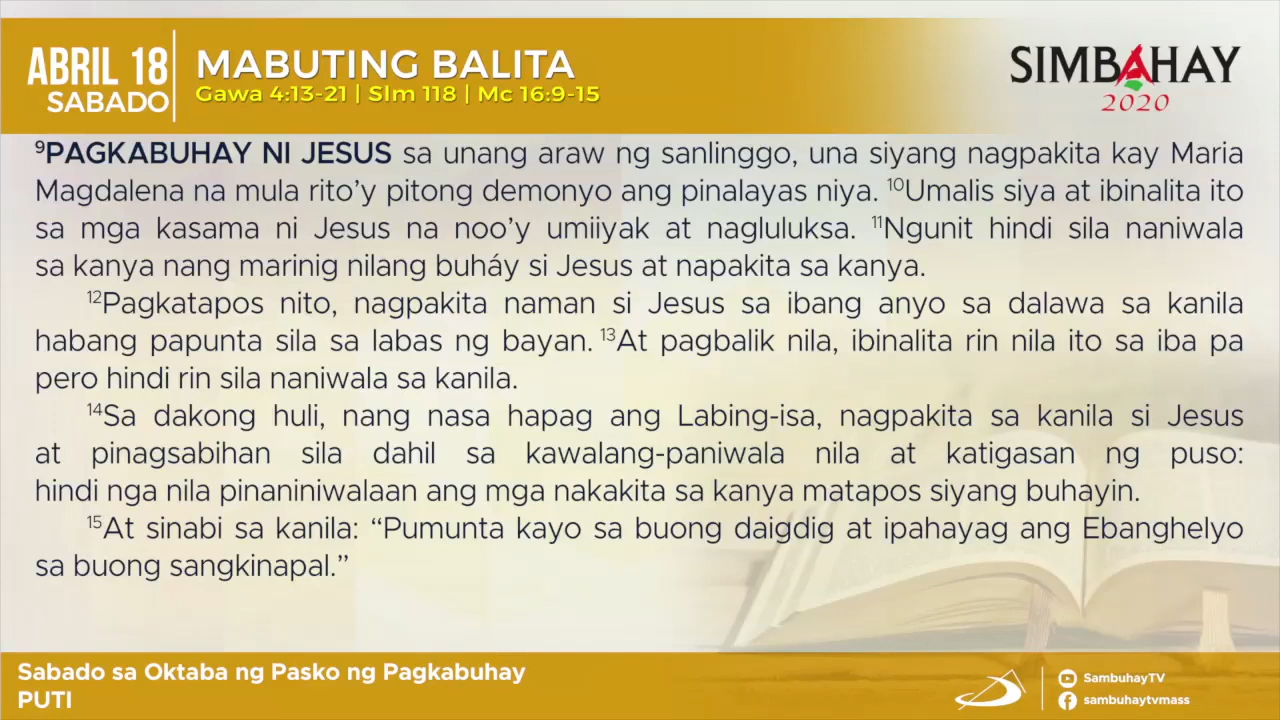 ABRIL 18
SABADO
MABUTING BALITA
Gawa 4:13-21 | Slm 118 | Mc 16:9-15
SIMBAHAY
2020
⁹PAGKABUHAY NI JESUS sa unang araw ng sanlinggo, una siyang nagpakita kay Maria
Magdalena na mula rito’y pitong demonyo ang pinalayas niya. ¹⁰Umalis siya at ibinalita ito
sa mga kasama ni Jesus na noo’y umiiyak at nagluluksa. ¹¹Ngunit hindi sila naniwala
sa kanya nang marinig nilang buháy si Jesus at napakita sa kanya.
¹²Pagkatapos nito, nagpakita naman si Jesus sa ibang anyo sa dalawa sa kanila
habang papunta sila sa labas ng bayan. ¹³At pagbalik nila, ibinalita rin nila ito sa iba pa
pero hindi rin sila naniwala sa kanila.
¹⁴Sa dakong huli, nang nasa hapag ang Labing-isa, nagpakita sa kanila si Jesus
at pinagsabihan sila dahil sa kawalang-paniwala nila at katigasan ng puso:
hindi nga nila pinaniniwalaan ang mga nakakita sa kanya matapos siyang buhayin.
¹⁵At sinabi sa kanila: “Pumunta kayo sa buong daigdig at ipahayag ang Ebanghelyo
sa buong sangkinapal.”
Sabado sa Oktaba ng Pasko ng Pagkabuhay
PUTI
SambuhayTV
sambuhaytvmass